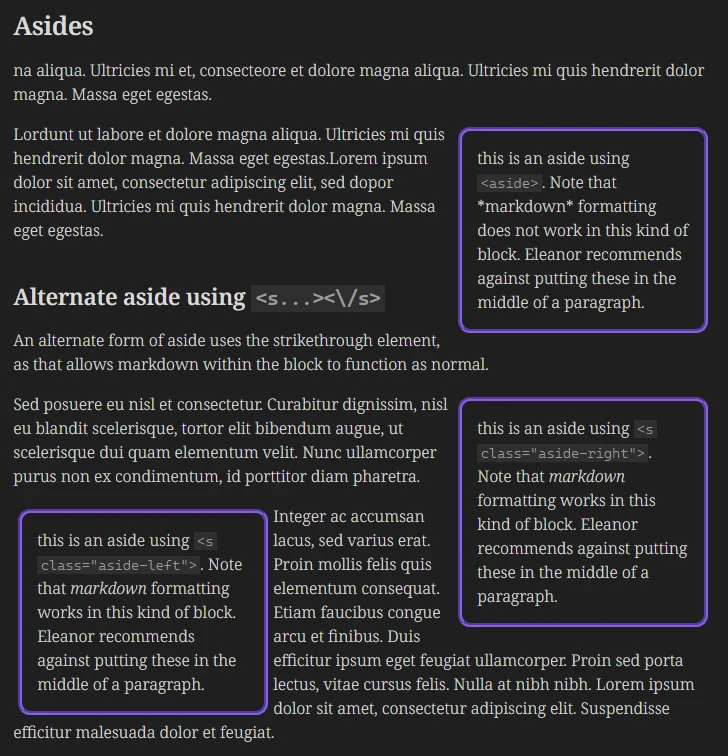 Asides
na aliqua. Ultricies mi et, consecteore et dolore magna aliqua. Ultricies mi quis hendrerit dolor
magna. Massa eget egestas.
Lordunt ut labore et dolore magna aliqua. Ultricies mi quis
hendrerit dolor magna. Massa eget egestas.Lorem ipsum
dolor sit amet, consectetur adipiscing elit, sed dopor
incididua. Ultricies mi quis hendrerit dolor magna. Massa
eget egestas.
this is an aside using
<aside>. Note that
*markdown* formatting
does not work in this kind of
block. Eleanor recommends
against putting these in the
middle of a paragraph.
Alternate aside using <s...><\/s>
An alternate form of aside uses the strikethrough element,
as that allows markdown within the block to function as normal.
Sed posuere eu nisl et consectetur. Curabitur dignissim, nisl
eu blandit scelerisque, tortor elit bibendum augue, ut
scelerisque dui quam elementum velit. Nunc ullamcorper
purus non ex condimentum, id porttitor diam pharetra.
this is an aside using <s
class="aside-right">.
Note that markdown
formatting works in this
kind of block. Eleanor
recommends against putting
these in the middle of a
paragraph.
this is an aside using <s
class="aside-left">. Note
that markdown formatting
works in this kind of block.
Eleanor recommends
against putting these in the
middle of a paragraph.
Integer ac accumsan
lacus, sed varius erat.
Proin mollis felis quis
elementum consequat.
Etiam faucibus congue
arcu et finibus. Duis
efficitur ipsum eget feugiat ullamcorper. Proin sed porta
lectus, vitae cursus felis. Nulla at nibh nibh. Lorem ipsum
dolor sit amet, consectetur adipiscing elit. Suspendisse
efficitur malesuada dolor et feugiat.